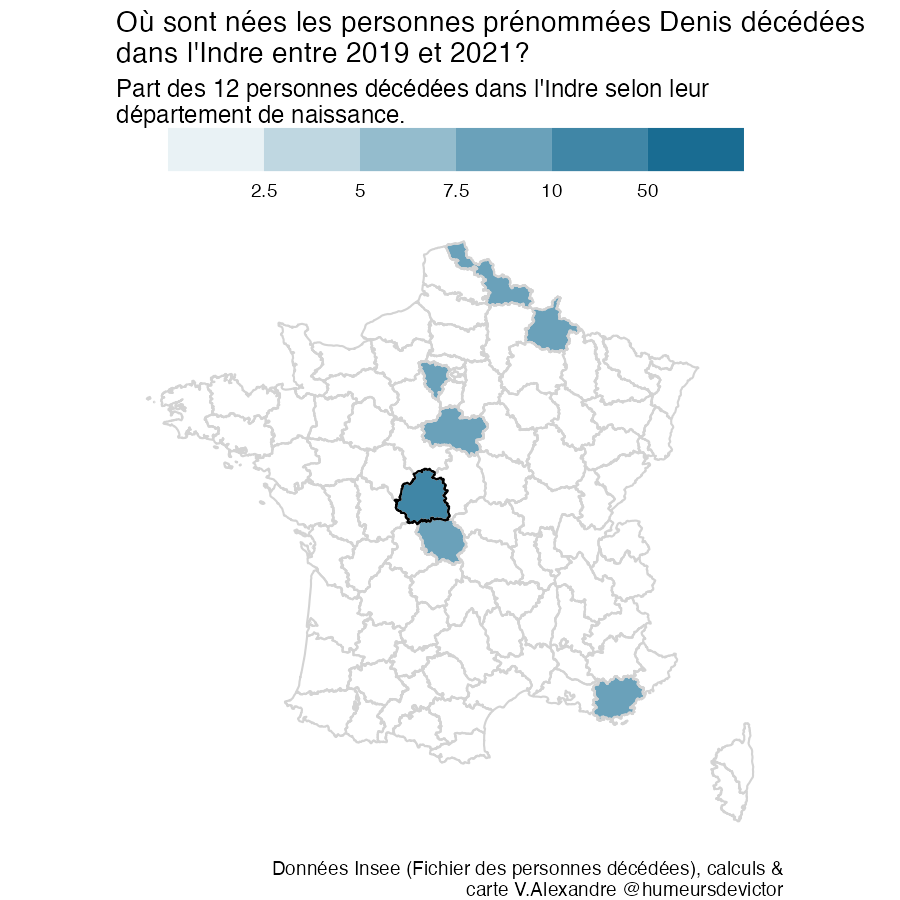 Où sont nées les personnes prénommées Denis décédées
dans l'Indre entre 2019 et 2021?
Part des 12 personnes décédées dans l'Indre selon leur
département de naissance.
2.5 5 7.5 10 50
Données Insee (Fichier des personnes décédées), calculs &
carte V.Alexandre @humeursdevictor